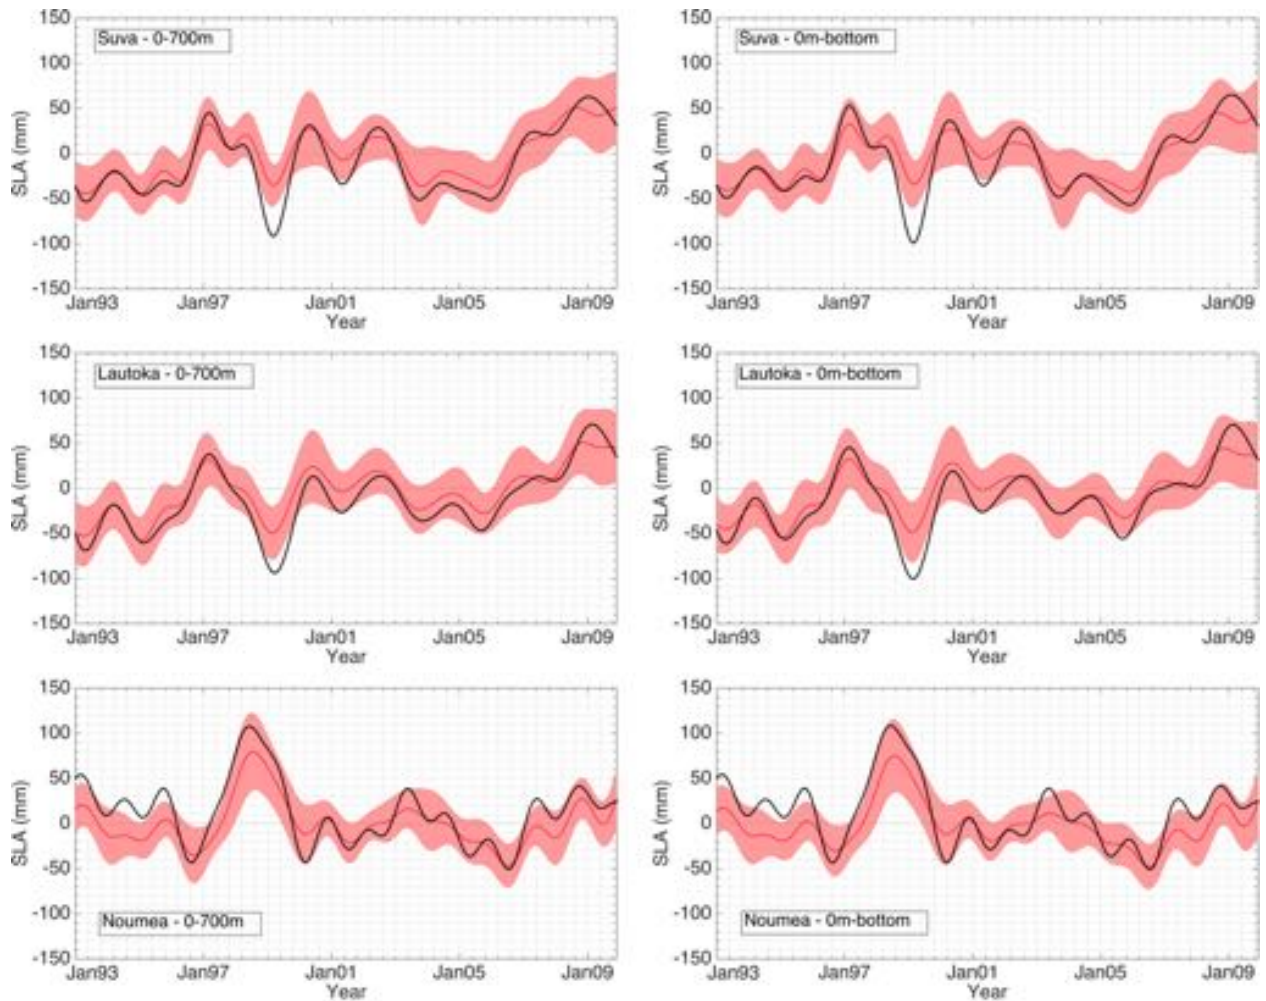 150
100
50
0
-50
-100
-150
SLA (mm)
Suva - 0-700m
Jan93 Jan97 Jan01 Jan05 Jan09
Year
150
100
50
0
-50
-100
-150
SLA (mm)
Suva - 0m-bottom
Jan93 Jan97 Jan01 Jan05 Jan09
Year
150
100
50
0
-50
-100
-150
SLA (mm)
Lautoka - 0-700m
Jan93 Jan97 Jan01 Jan05 Jan09
Year
150
100
50
0
-50
-100
-150
SLA (mm)
Lautoka - 0m-bottom
Jan93 Jan97 Jan01 Jan05 Jan09
Year
150
100
50
0
-50
-100
-150
SLA (mm)
Noumea - 0-700m
Jan93 Jan97 Jan01 Jan05 Jan09
Year
150
100
50
0
-50
-100
-150
SLA (mm)
Noumea - 0m-bottom
Jan93 Jan97 Jan01 Jan05 Jan09
Year